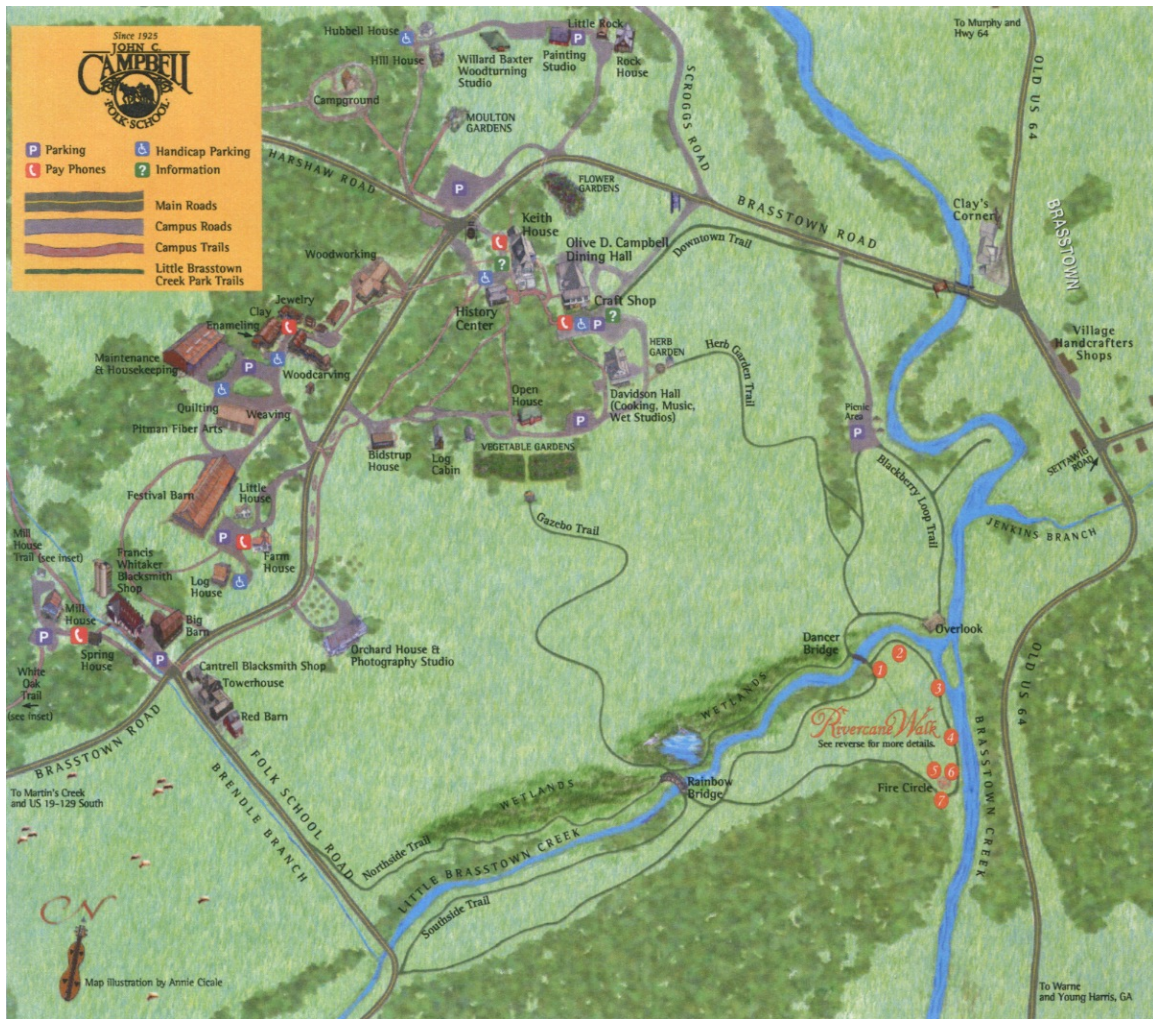 Since 1925
JOHN C.
CAMPBELL
FOLK · SCHOOL
P Parking
Handicap Parking
Pay Phones
? Information
Main Roads
Campus Roads
Campus Trails
Little Brasstown
Creek Park Trails
Hubbell House
Hill House
Willard Baxter
Woodturning
Studio
Little Rock
P
Painting
Studio
Rock
House
SCROGGS ROAD
To Murphy and
Hwy 64
OLD US 64
Campground
MOULTON
GARDENS
HARSHAW ROAD
P
FLOWER
GARDENS
BRASSTOWN ROAD
Clay's
Corner
BRASSTOWN
Keith
House
?
Olive D. Campbell
Dining Hall
Downtown Trail
Woodworking
History
Center
Craft Shop
P
?
Jewelry
Clay
Enameling
Woodcarving
Maintenance
& Housekeeping
P
HERB
GARDEN
Herb Garden Trail
Village
Handcrafters
Shops
Quilting
Weaving
Pitman Fiber Arts
Open
House
P
Davidson Hall
(Cooking, Music,
Wet Studios)
Picnic
Area
P
Bidstrup
House
Log
Cabin
VEGETABLE GARDENS
SETTAWIG
ROAD
Blackberry Loop Trail
Festival Barn
Little
House
Gazebo Trail
JENKINS BRANCH
Mill
House
Trail (see inset)
Francis
Whitaker
Blacksmith
Shop
P
Farm
House
Log
House
Mill
House
P
Spring
House
Big
Barn
P
Orchard House &
Photography Studio
Dancer
Bridge
Overlook
White
Oak
Trail
(see inset)
Cantrell Blacksmith Shop
Towerhouse
Red Barn
1
2
3
4
5
6
7
WETLANDS
Rivercane Walk
See reverse for more details.
OLD US 64
BRASSTOWN ROAD
FOLK SCHOOL ROAD
BRENDLE BRANCH
To Martin's Creek
and US 19-129 South
Rainbow
Bridge
Fire Circle
BRASSTOWN CREEK
WETLANDS
Northside Trail
LITTLE BRASSTOWN CREEK
Southside Trail
N
Map illustration by Annie Cicale
To Warne
and Young Harris, GA